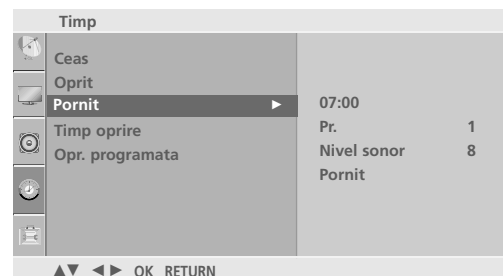 Timp
Ceas
Oprit
Pornit ►
Timp oprire
Opr. programata
07:00
Pr. 1
Nivel sonor 8
Pornit
▲▼ ◄► OK RETURN